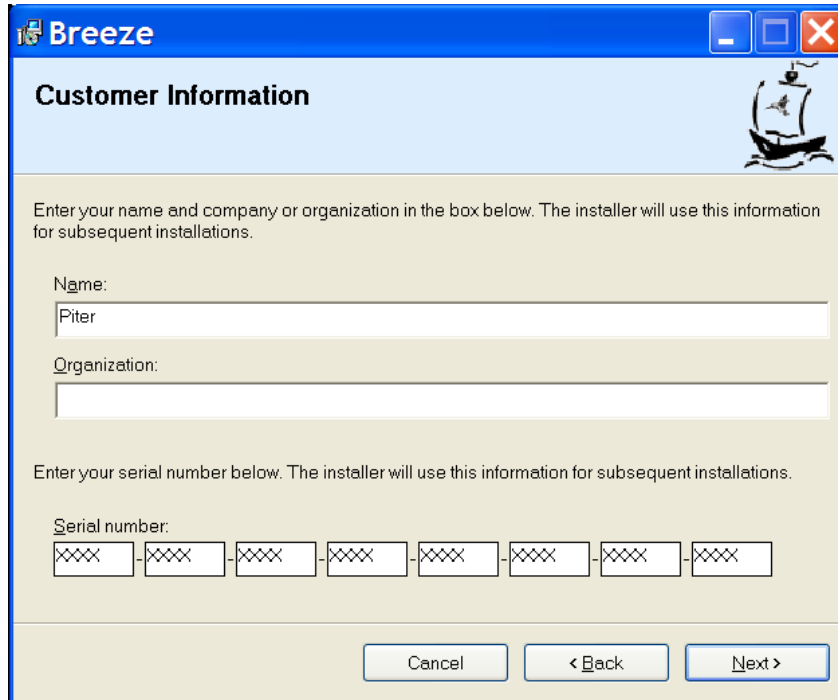 Breeze
Customer Information
Enter your name and company or organization in the box below. The installer will use this information
for subsequent installations.
Name:
Piter
Organization:
Enter your serial number below. The installer will use this information for subsequent installations.
Serial number:
XXXX - XXXX - XXXX - XXXX - XXXX - XXXX - XXXX - XXXX
Cancel < Back Next >